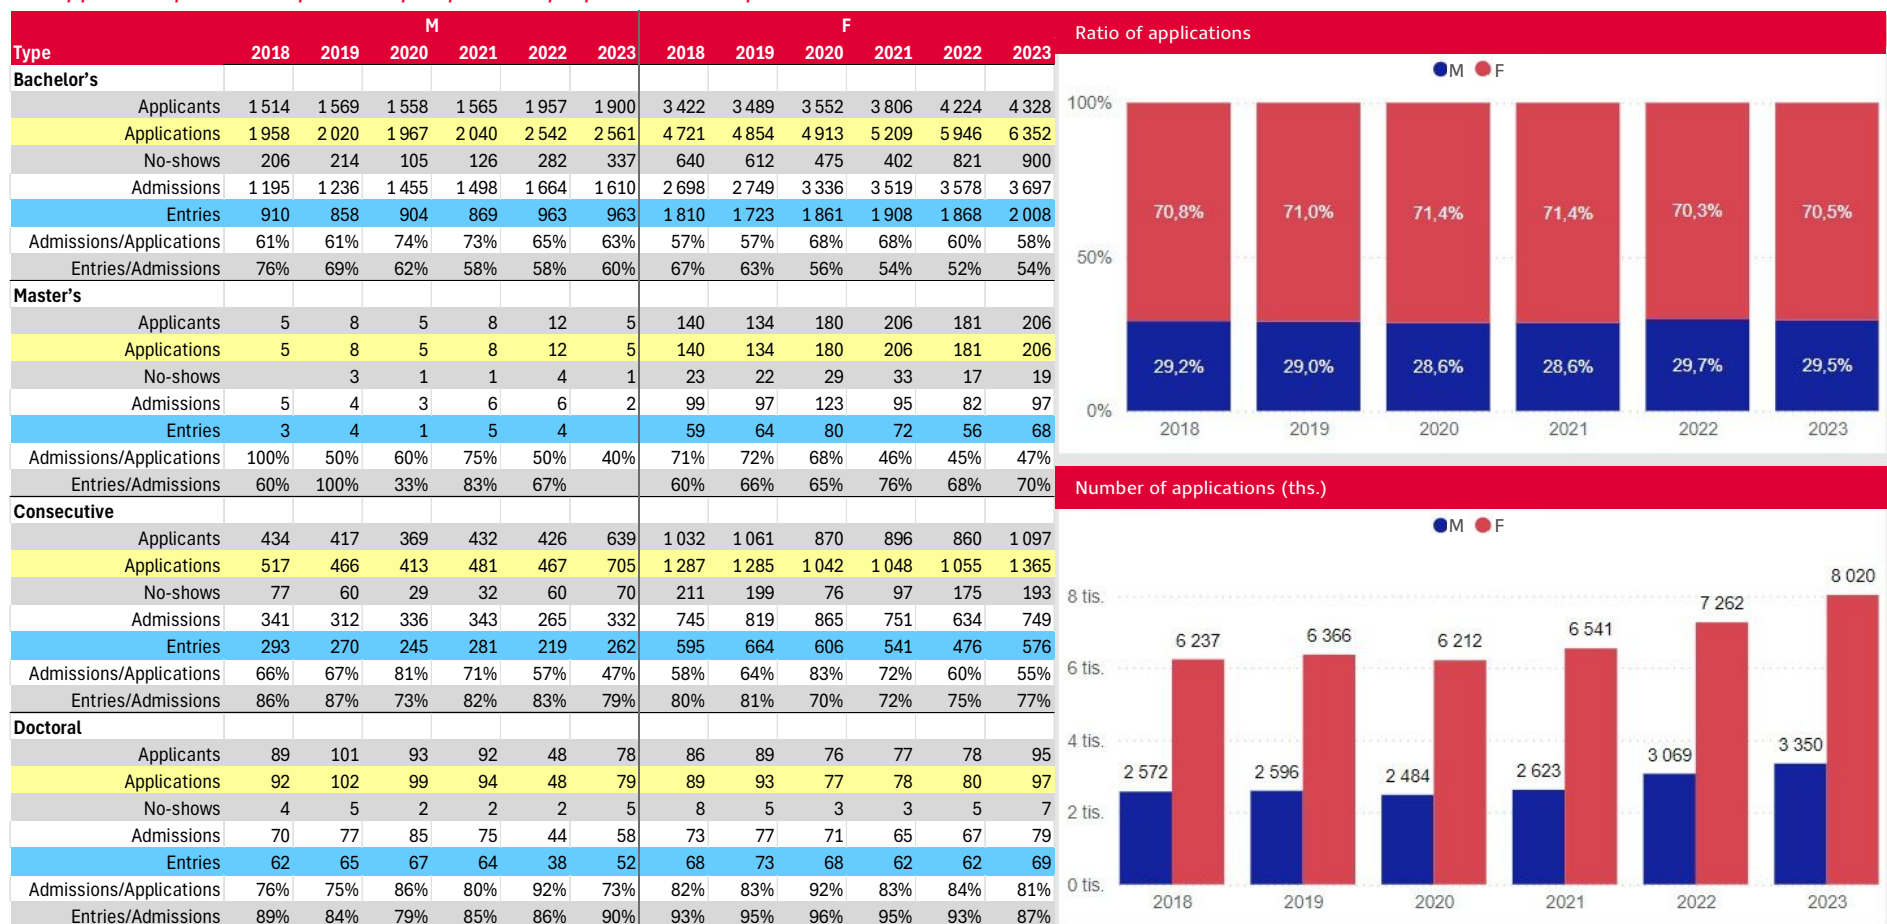 M F
Type 2018 2019 2020 2021 2022 2023 2018 2019 2020 2021 2022 2023
Bachelor's
Applicants 1 514 1 569 1 558 1 565 1 957 1 900 3 422 3 489 3 552 3 806 4 224 4 328
Applications 1 958 2 020 1 967 2 040 2 542 2 561 4 721 4 854 4 913 5 209 5 946 6 352
No-shows 206 214 105 126 282 337 640 612 475 402 821 900
Admissions 1 195 1 236 1 455 1 498 1 664 1 610 2 698 2 749 3 336 3 519 3 578 3 697
Entries 910 858 904 869 963 963 1 810 1 723 1 861 1 908 1 868 2 008
Admissions/Applications 61% 61% 74% 73% 65% 63% 57% 57% 68% 68% 60% 58%
Entries/Admissions 76% 69% 62% 58% 58% 60% 67% 63% 56% 54% 52% 54%
Master's
Applicants 5 8 5 8 12 5 140 134 180 206 181 206
Applications 5 8 5 8 12 5 140 134 180 206 181 206
No-shows 3 1 1 4 1 23 22 29 33 17 19
Admissions 5 4 3 6 6 2 99 97 123 95 82 97
Entries 3 4 1 5 4 59 64 80 72 56 68
Admissions/Applications 100% 50% 60% 75% 50% 40% 71% 72% 68% 46% 45% 47%
Entries/Admissions 60% 100% 33% 83% 67% 60% 66% 65% 76% 68% 70%
Consecutive
Applicants 434 417 369 432 426 639 1 032 1 061 870 896 860 1 097
Applications 517 466 413 481 467 705 1 287 1 285 1 042 1 048 1 055 1 365
No-shows 77 60 29 32 60 70 211 199 76 97 175 193
Admissions 341 312 336 343 265 332 745 819 865 751 634 749
Entries 293 270 245 281 219 262 595 664 606 541 476 576
Admissions/Applications 66% 67% 81% 71% 57% 47% 58% 64% 83% 72% 60% 55%
Entries/Admissions 86% 87% 73% 82% 83% 79% 80% 81% 70% 72% 75% 77%
Doctoral
Applicants 89 101 93 92 48 78 86 89 76 77 78 95
Applications 92 102 99 94 48 79 89 93 77 78 80 97
No-shows 4 5 2 2 2 5 8 5 3 3 5 7
Admissions 70 77 85 75 44 58 73 77 71 65 67 79
Entries 62 65 67 64 38 52 68 73 68 62 62 69
Admissions/Applications 76% 75% 86% 80% 92% 73% 82% 83% 92% 83% 84% 81%
Entries/Admissions 89% 84% 79% 85% 86% 90% 93% 95% 96% 95% 93% 87%
Ratio of applications
M F
100%
70,8% 71,0% 71,4% 71,4% 70,3% 70,5%
50%
29,2% 29,0% 28,6% 28,6% 29,7% 29,5%
0%
2018 2019 2020 2021 2022 2023
Number of applications (ths.)
M F
8 020
8 tis.
7 262
6 237 6 366 6 212 6 541
6 tis.
4 tis.
2 572 2 596 2 484 2 623 3 069 3 350
2 tis.
0 tis.
2018 2019 2020 2021 2022 2023